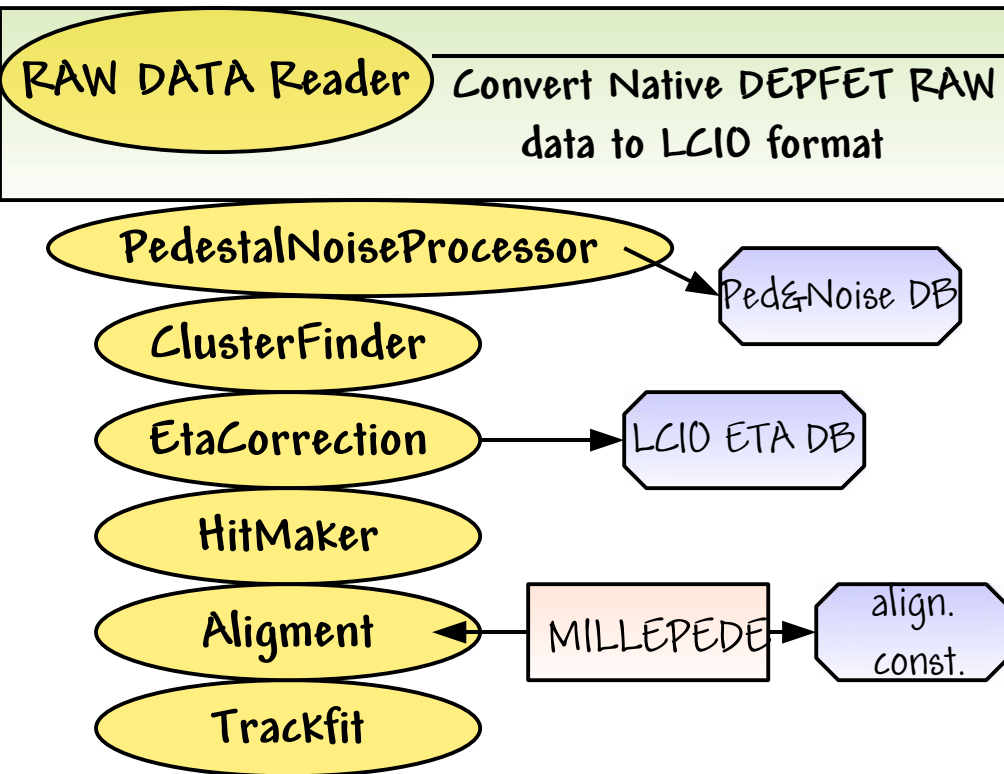 RAW DATA Reader
Convert Native DEPFET RAW
data to LCIO format
PedestalNoiseProcessor
Ped&Noise DB
ClusterFinder
EtaCorrection
LCIO ETA DB
HitMaker
Aligment
MILLEPEDE
align.
const.
Trackfit